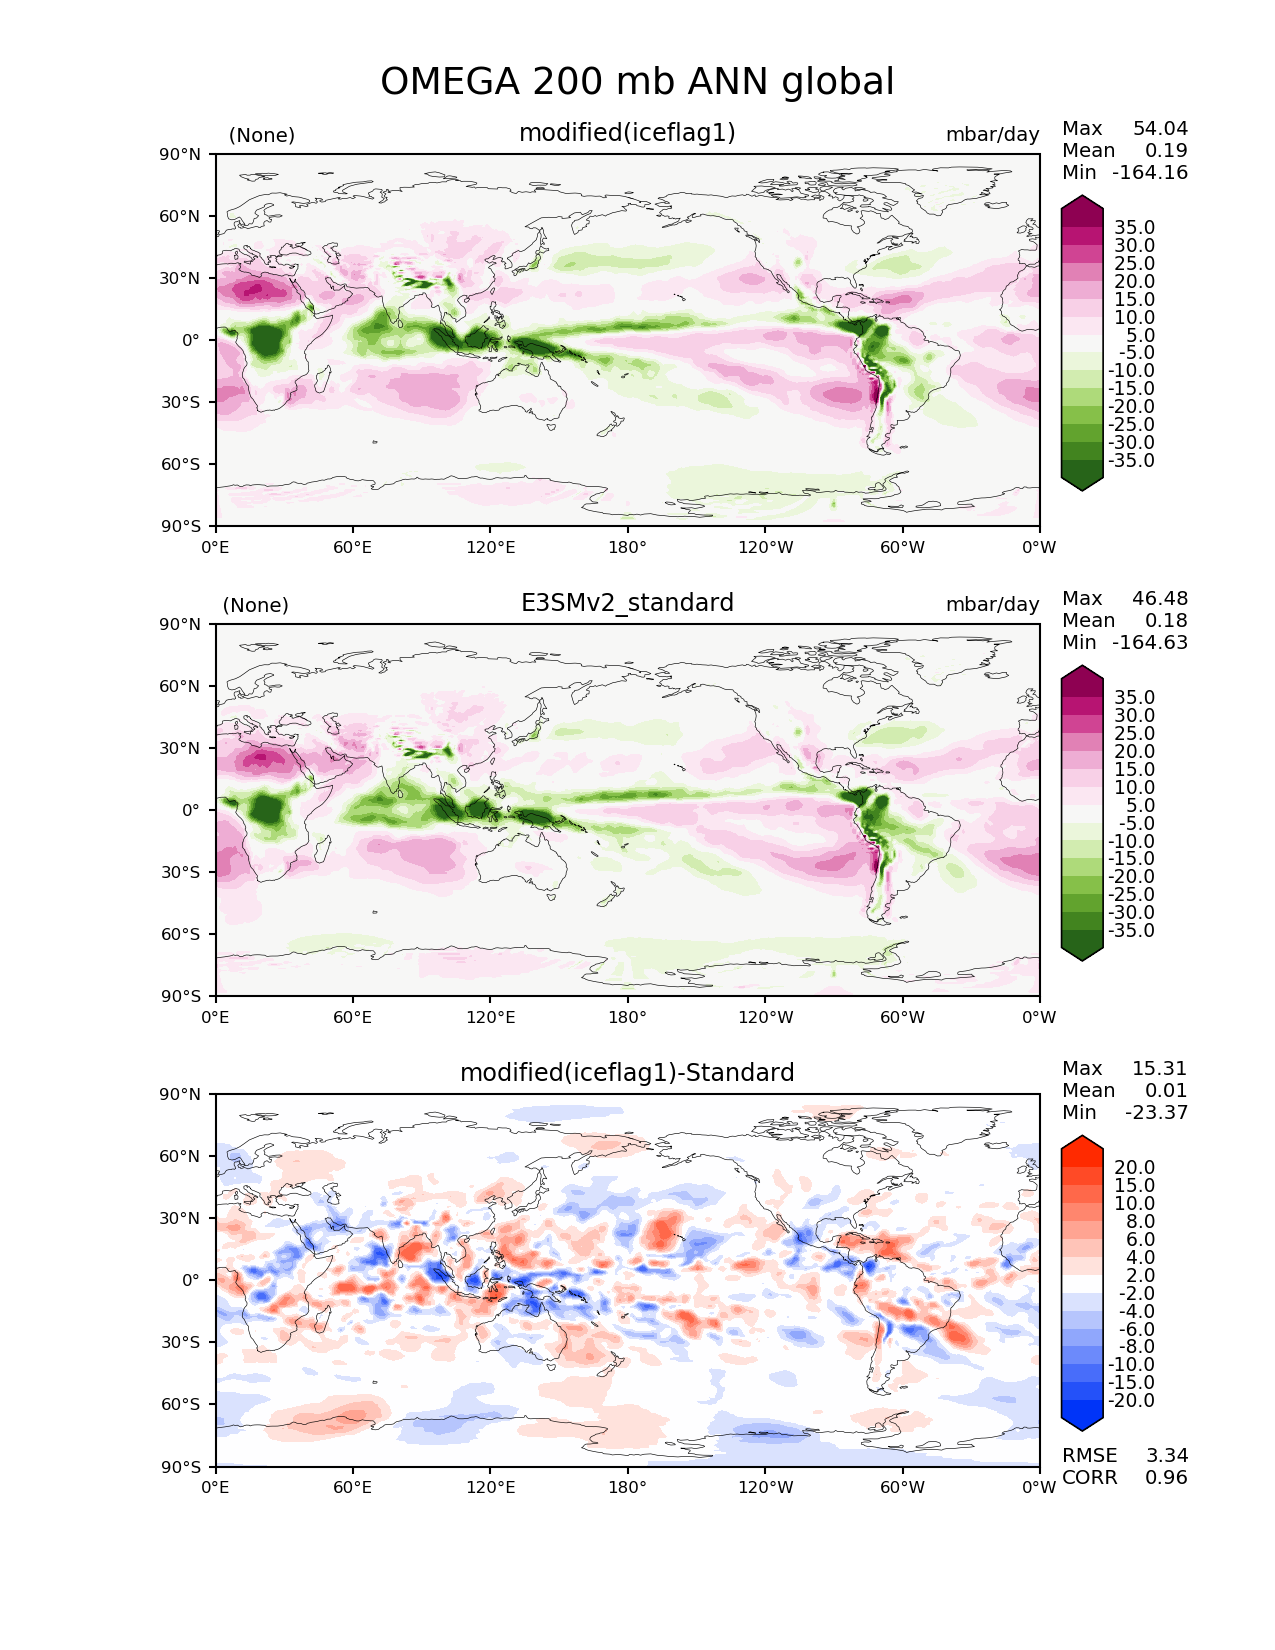 OMEGA 200 mb ANN global
(None) modified(iceflag1) mbar/day
Max 54.04
Mean 0.19
Min -164.16
90°N
60°N
30°N
0°
30°S
60°S
90°S
0°E 60°E 120°E 180° 120°W 60°W 0°W
35.0
30.0
25.0
20.0
15.0
10.0
5.0
-5.0
-10.0
-15.0
-20.0
-25.0
-30.0
-35.0
(None) E3SMv2_standard mbar/day
Max 46.48
Mean 0.18
Min -164.63
90°N
60°N
30°N
0°
30°S
60°S
90°S
0°E 60°E 120°E 180° 120°W 60°W 0°W
35.0
30.0
25.0
20.0
15.0
10.0
5.0
-5.0
-10.0
-15.0
-20.0
-25.0
-30.0
-35.0
modified(iceflag1)-Standard
Max 15.31
Mean 0.01
Min -23.37
90°N
60°N
30°N
0°
30°S
60°S
90°S
0°E 60°E 120°E 180° 120°W 60°W 0°W
20.0
15.0
10.0
8.0
6.0
4.0
2.0
-2.0
-4.0
-6.0
-8.0
-10.0
-15.0
-20.0
RMSE 3.34
CORR 0.96